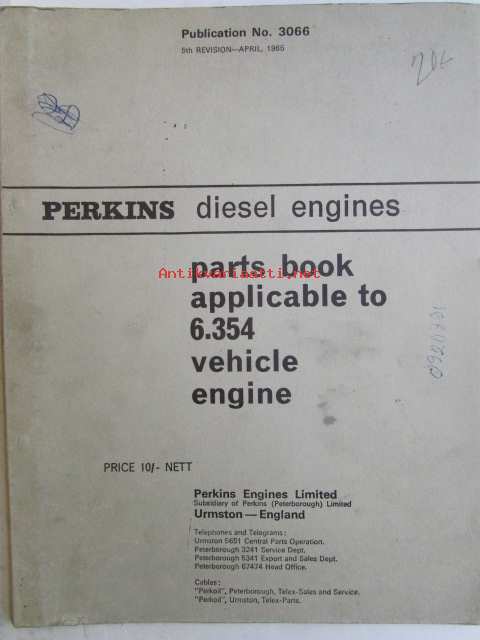 Publication No. 3066
5th REVISION—APRIL, 1965
206
PERKINS diesel engines
parts book
Antikvariaatti.net
applicable to
6.354
vehicle
engine
0920731
PRICE 10/- NETT
Perkins Engines Limited
Subsidiary of Perkins (Peterborough) Limited
Urmston — England
Telephones and Telegrams:
Urmston 5651 Central Parts Operation.
Peterborough 3241 Service Dept.
Peterborough 5341 Export and Sales Dept.
Peterborough 67474 Head Office.
Cables:
"Perkoil", Peterborough, Telex-Sales and Service.
"Perkoil", Urmston, Telex-Parts.